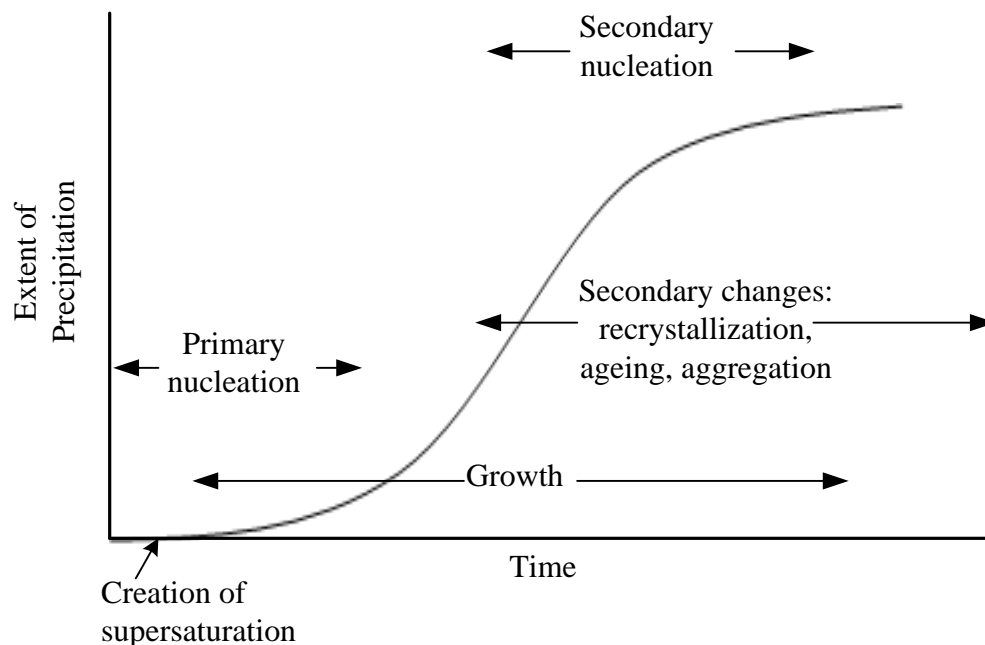 Secondary
nucleation
Extent of
Precipitation
Secondary changes:
recrystallization,
ageing, aggregation
Primary
nucleation
Growth
Time
Creation of
supersaturation